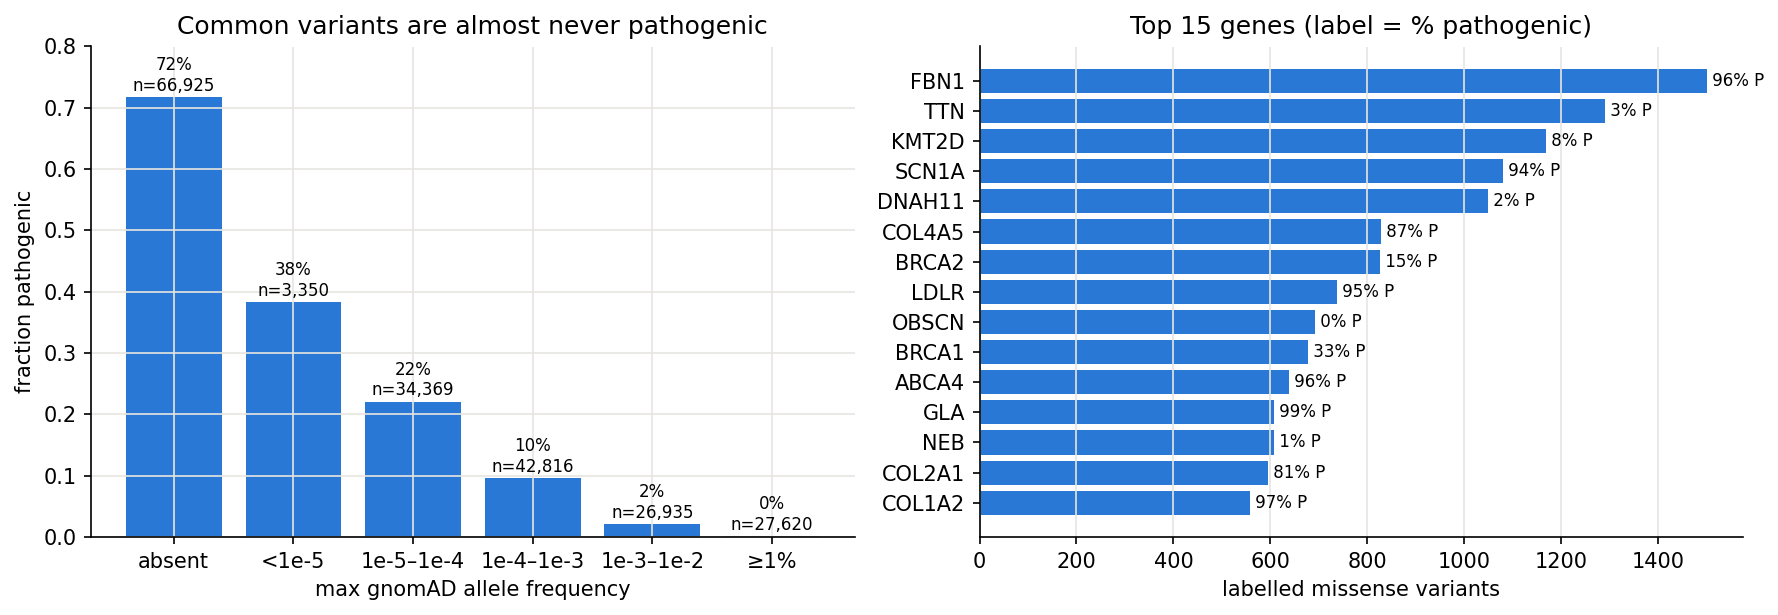 Common variants are almost never pathogenic
fraction pathogenic
0.8
0.7
0.6
0.5
0.4
0.3
0.2
0.1
0.0
72%
n=66,925
38%
n=3,350
22%
n=34,369
10%
n=42,816
2%
n=26,935
0%
n=27,620
absent
<1e-5
1e-5–1e-4
1e-4–1e-3
1e-3–1e-2
≥1%
max gnomAD allele frequency
Top 15 genes (label = % pathogenic)
FBN1 96% P
TTN 3% P
KMT2D 8% P
SCN1A 94% P
DNAH11 2% P
COL4A5 87% P
BRCA2 15% P
LDLR 95% P
OBSCN 0% P
BRCA1 33% P
ABCA4 96% P
GLA 99% P
NEB 1% P
COL2A1 81% P
COL1A2 97% P
0 200 400 600 800 1000 1200 1400
labelled missense variants